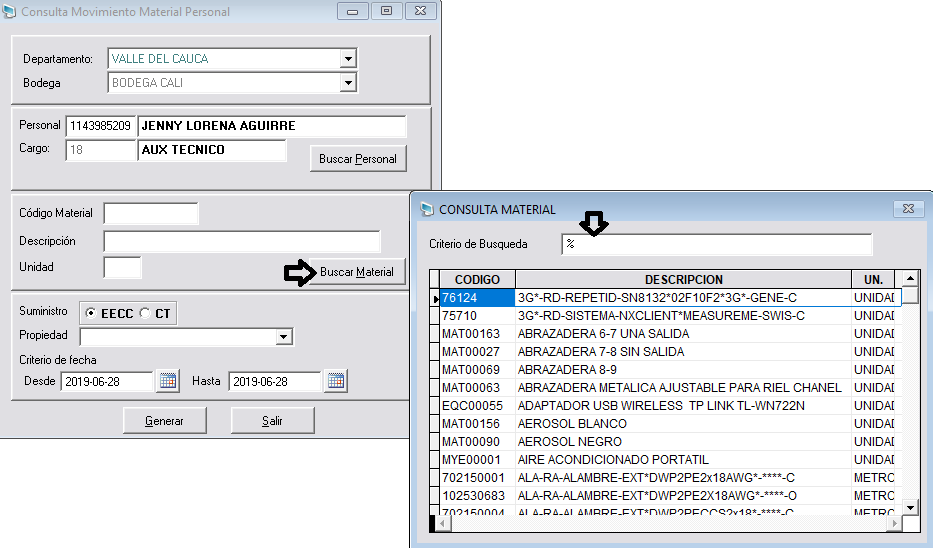 Consulta Movimiento Material Personal
Departamento: VALLE DEL CAUCA
Bodega BODEGA CALI
Personal 1143985209 JENNY LORENA AGUIRRE
Cargo: 18 AUX TECNICO
Buscar Personal
Código Material
Descripción
Unidad
Buscar Material
Suministro EECC CT
Propiedad
Criterio de fecha
Desde 2019-06-28 Hasta 2019-06-28
Generar Salir
CONSULTA MATERIAL
Criterio de Busqueda %
CODIGO DESCRIPCION UN.
76124 3G*-RD-REPETID-SN8132*02F10F2*3G*-GENE-C UNIDAD
75710 3G*-RD-SISTEMA-NXCLIENT*MEASUREME-SWIS-C UNIDAD
MAT00163 ABRAZADERA 6-7 UNA SALIDA UNIDAD
MAT00027 ABRAZADERA 7-8 SIN SALIDA UNIDAD
MAT00069 ABRAZADERA 8-9 UNIDAD
MAT00063 ABRAZADERA METALICA AJUSTABLE PARA RIEL CHANEL UNIDAD
EQC00055 ADAPTADOR USB WIRELESS TP LINK TL-WN722N UNIDAD
MAT00156 AEROSOL BLANCO UNIDAD
MAT00090 AEROSOL NEGRO UNIDAD
MYE00001 AIRE ACONDICIONADO PORTATIL UNIDAD
702150001 ALA-RA-ALAMBRE-EXT*DWP2PE2x18AWG*-****-C METRO
102530683 ALA-RA-ALAMBRE-EXT*DWP2PE2X18AWG*-****-O METRO
702150004 ALA-RA-ALAMBRE-EXT*DWP2PECCS2x18*-****-C METRO